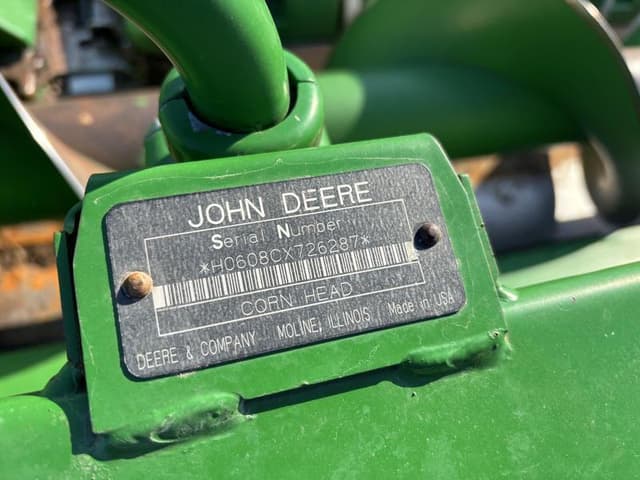 JOHN DEERE
Serial Number
*H0608CX726287*
CORN HEAD
DEERE & COMPANY MOLINE, ILLINOIS Made in USA